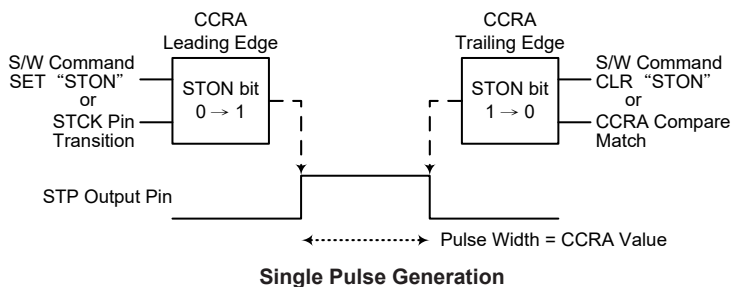 CCRA
Leading Edge
S/W Command
SET “STON”
or
STCK Pin
Transition
STON bit
0 → 1
CCRA
Trailing Edge
STON bit
1 → 0
S/W Command
CLR “STON”
or
CCRA Compare
Match
STP Output Pin
Pulse Width = CCRA Value
Single Pulse Generation